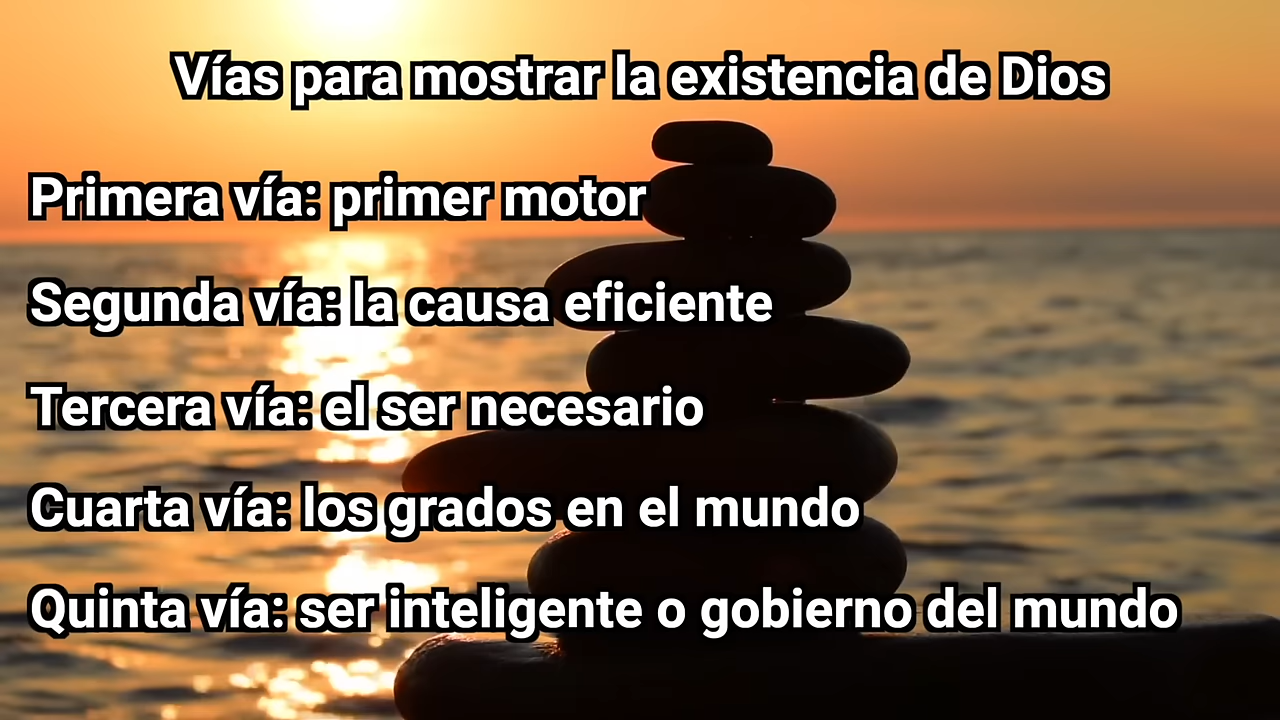 Vías para mostrar la existencia de Dios
Primera vía: primer motor
Segunda vía: la causa eficiente
Tercera vía: el ser necesario
Cuarta vía: los grados en el mundo
Quinta vía: ser inteligente o gobierno del mundo